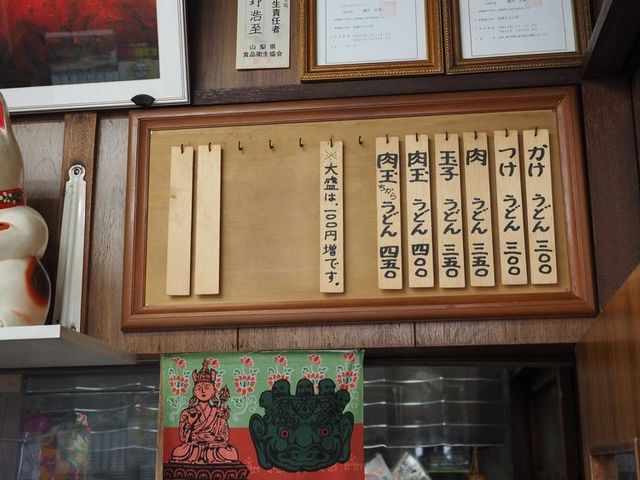 生責任者
野浩至
山梨県
食品衛生協会
かけ うどん 三〇〇
つけ うどん 三〇〇
肉 うどん 三五〇
玉子 うどん 三五〇
肉玉 うどん 四〇〇
肉玉 ちから うどん 四五〇
※大盛は、一〇〇円増です。